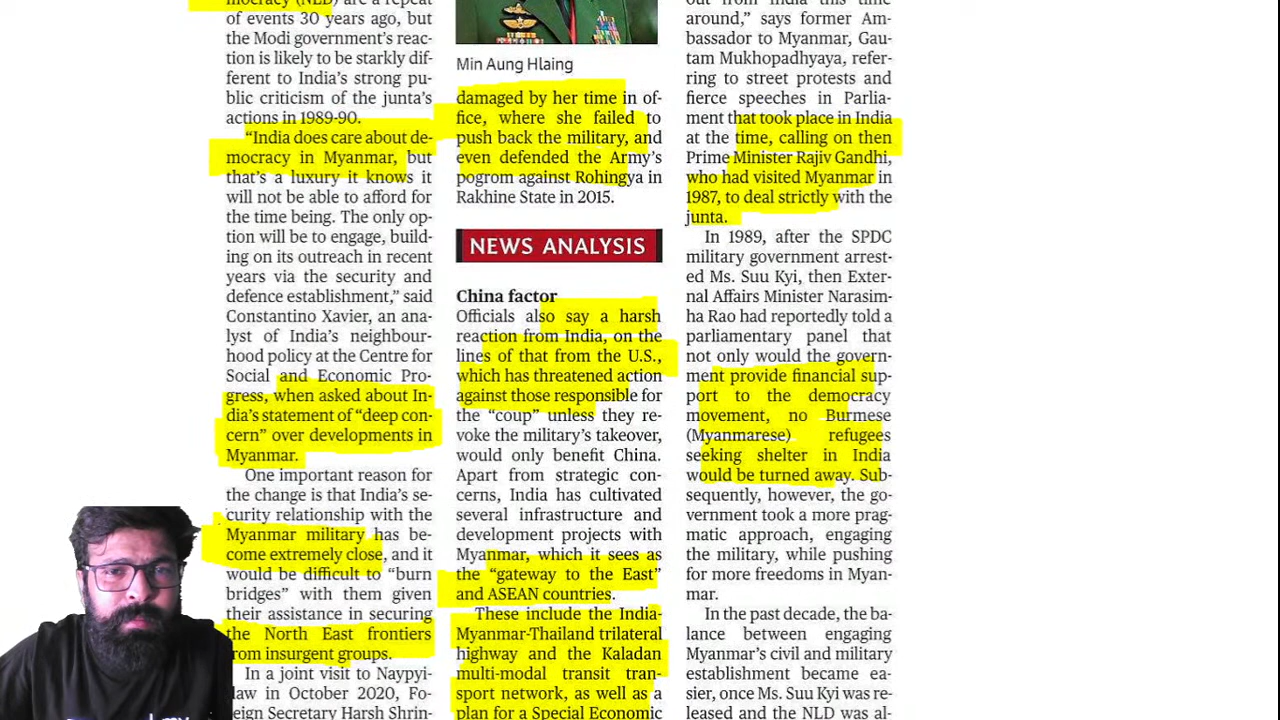 mocracy (NLD) are a repeat
of events 30 years ago, but
the Modi government's reac-
tion is likely to be starkly dif-
ferent to India's strong pu-
blic criticism of the junta's
actions in 1989-90.
"India does care about de-
mocracy in Myanmar, but
that's a luxury it knows it
will not be able to afford for
the time being. The only op-
tion will be to engage, build-
ing on its outreach in recent
years via the security and
defence establishment," said
Constantino Xavier, an ana-
lyst of India's neighbour-
hood policy at the Centre for
Social and Economic Pro-
gress, when asked about In-
dia's statement of "deep con-
cern" over developments in
Myanmar.
One important reason for
the change is that India's se-
curity relationship with the
Myanmar military has be-
come extremely close, and it
would be difficult to "burn
bridges" with them given
their assistance in securing
the North East frontiers
from insurgent groups.
In a joint visit to Naypyi-
daw in October 2020, Fo-
reign Secretary Harsh Shrin-
Min Aung Hlaing
damaged by her time in of-
fice, where she failed to
push back the military, and
even defended the Army's
pogrom against Rohingya in
Rakhine State in 2015.
NEWS ANALYSIS
China factor
Officials also say a harsh
reaction from India, on the
lines of that from the U.S.,
which has threatened action
against those responsible for
the "coup" unless they re-
voke the military's takeover,
would only benefit China.
Apart from strategic con-
cerns, India has cultivated
several infrastructure and
development projects with
Myanmar, which it sees as
the "gateway to the East"
and ASEAN countries.
These include the India-
Myanmar-Thailand trilateral
highway and the Kaladan
multi-modal transit tran-
sport network, as well as a
plan for a Special Economic
out from India this time
around," says former Am-
bassador to Myanmar, Gau-
tam Mukhopadhyaya, refer-
ring to street protests and
fierce speeches in Parlia-
ment that took place in India
at the time, calling on then
Prime Minister Rajiv Gandhi,
who had visited Myanmar in
1987, to deal strictly with the
junta.
In 1989, after the SPDC
military government arrest-
ed Ms. Suu Kyi, then Exter-
nal Affairs Minister Narasim-
ha Rao had reportedly told a
parliamentary panel that
not only would the govern-
ment provide financial sup-
port to the democracy
movement, no Burmese
(Myanmarese) refugees
seeking shelter in India
would be turned away. Sub-
sequently, however, the go-
vernment took a more prag-
matic approach, engaging
the military, while pushing
for more freedoms in Myan-
mar.
In the past decade, the ba-
lance between engaging
Myanmar's civil and military
establishment became ea-
sier, once Ms. Suu Kyi was re-
leased and the NLD was al-